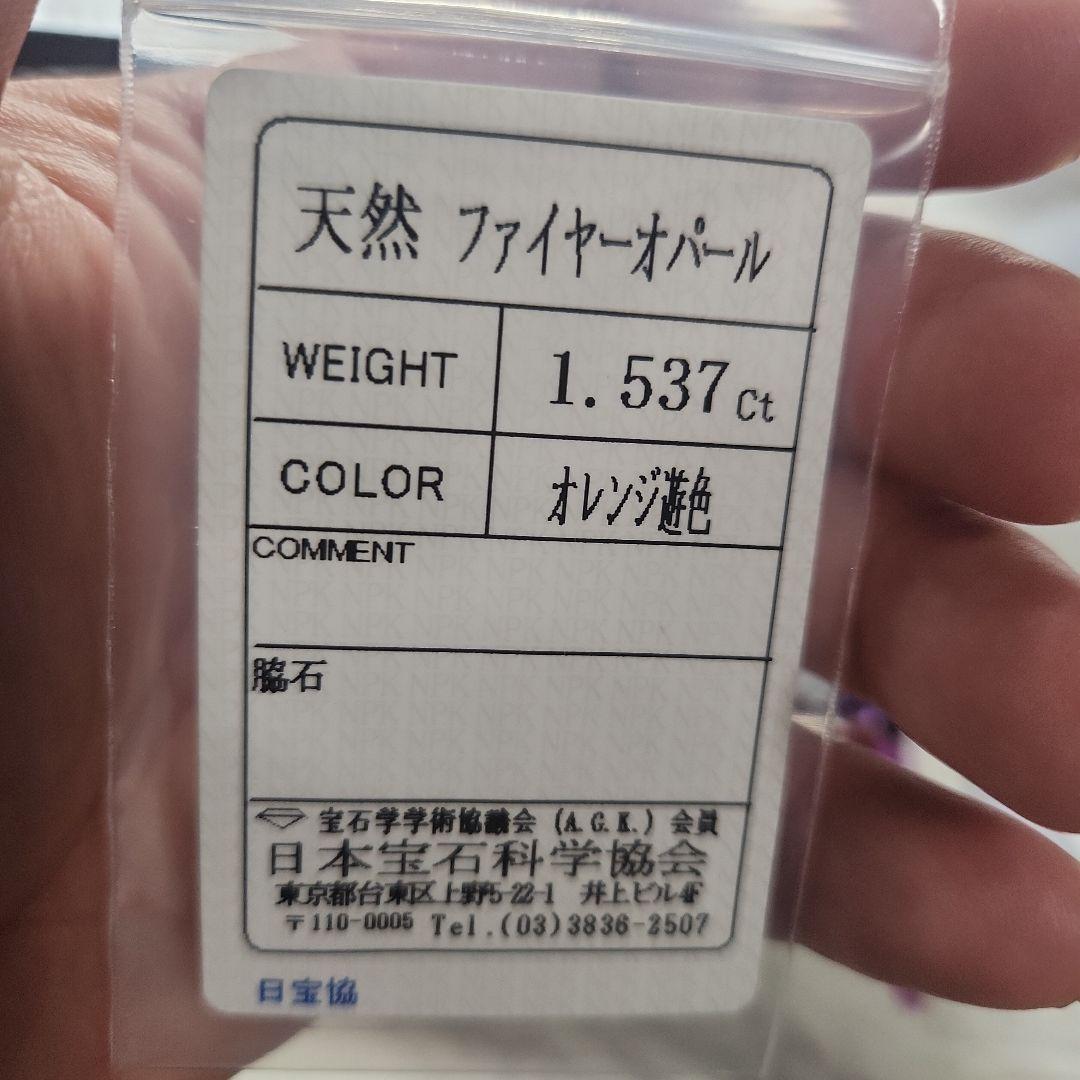 天然 ファイヤーオパール
WEIGHT 1.537ct
COLOR オレンジ遊色
COMMENT
脇石
宝石学学術協議会 (A.G.K.) 会員
日本宝石科学協会
東京都台東区上野5-22-1 井上ビル4F
〒110-0005 Tel.(03)3836-2507
日宝協